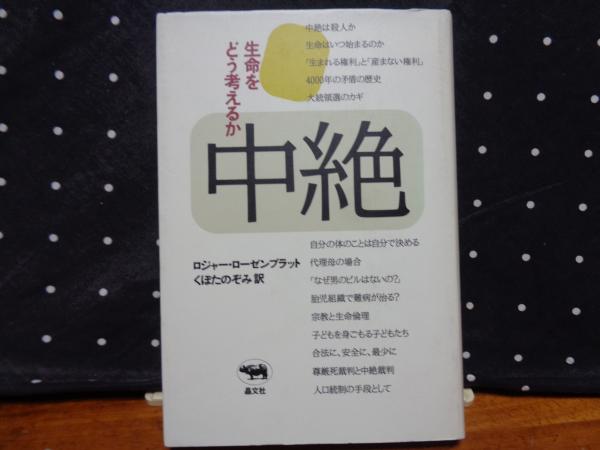 中絶は殺人か
生命はいつ始まるのか
「生まれる権利」と「産まない権利」
4000年の矛盾の歴史
大統領選のカギ
生命を
どう考えるか
中絶
自分の体のことは自分で決める
代理母の場合
「なぜ男のピルはないの?」
胎児組織で難病が治る?
宗教と生命倫理
子どもを身ごもる子どもたち
合法に、安全に、最少に
尊厳死裁判と中絶裁判
人口統制の手段として
ロジャー・ローゼンブラット
くぼたのぞみ 訳
晶文社